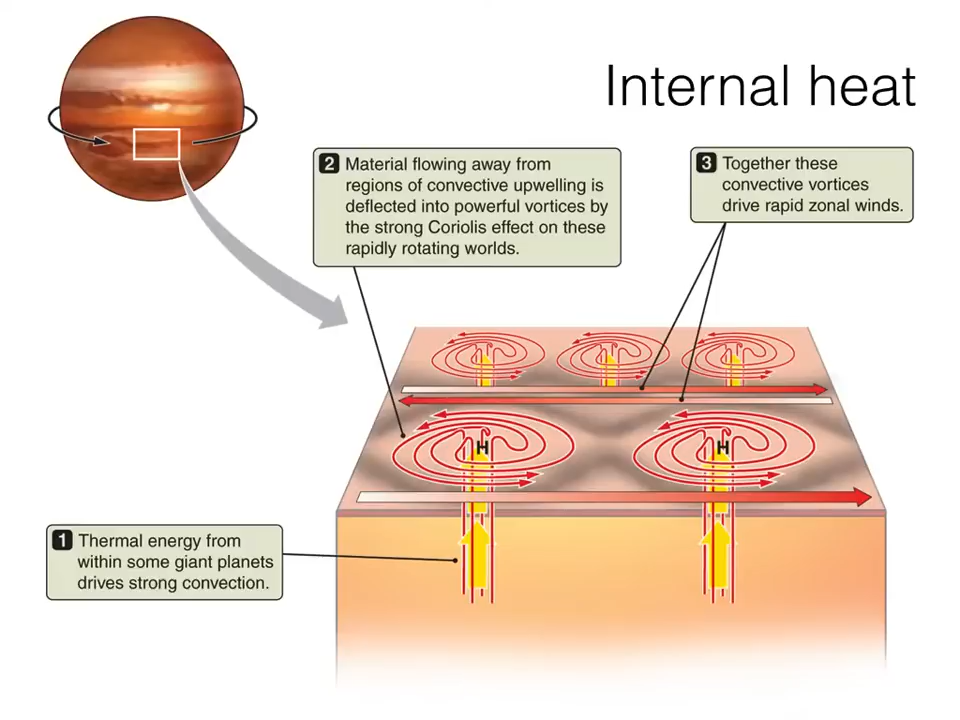 Internal heat
2 Material flowing away from
regions of convective upwelling is
deflected into powerful vortices by
the strong Coriolis effect on these
rapidly rotating worlds.
3 Together these
convective vortices
drive rapid zonal winds.
H
H
1 Thermal energy from
within some giant planets
drives strong convection.